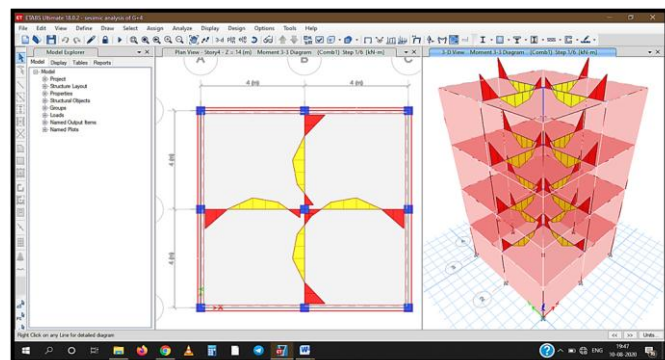 ETABS Ultimate 18.0.2 - seismic analysis of G+4
File Edit View Define Draw Select Assign Analyze Display Design Options Tools Help
Model Explorer
Model Display Tables Reports
Model
Project
Structure Layout
Properties
Structural Objects
Groups
Loads
Named Output Items
Named Plots
Plan View - Story4 - Z = 14 (m) Moment 3-3 Diagram (Comb1) Step 1/6 [kN-m]
A B C
4 (m) 4 (m)
4 (m)
4 (m)
X
3-D View - Moment 3-3 Diagram (Comb1) Step 1/6 [kN-m]
Right Click on any Line for detailed diagram
<< >> Units...
ENG
19:47
10-08-2020